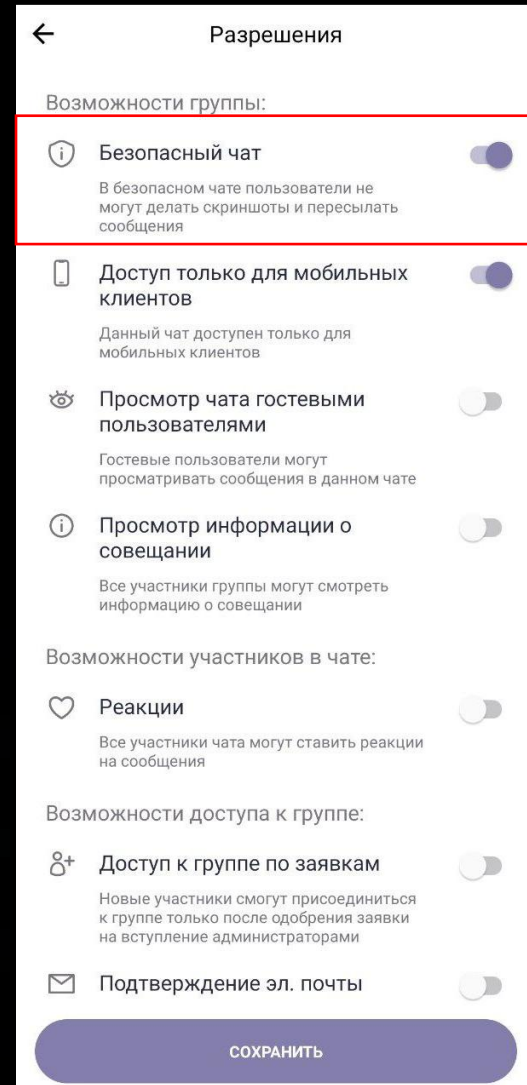 Разрешения
Возможности группы:
Безопасный чат
В безопасном чате пользователи не
могут делать скриншоты и пересылать
сообщения
Доступ только для мобильных
клиентов
Данный чат доступен только для
мобильных клиентов
Просмотр чата гостевыми
пользователями
Гостевые пользователи могут
просматривать сообщения в данном чате
Просмотр информации о
совещании
Все участники группы могут смотреть
информацию о совещании
Возможности участников в чате:
Реакции
Все участники чата могут ставить реакции
на сообщения
Возможности доступа к группе:
Доступ к группе по заявкам
Новые участники смогут присоединиться
к группе только после одобрения заявки
на вступление администраторами
Подтверждение эл. почты
СОХРАНИТЬ